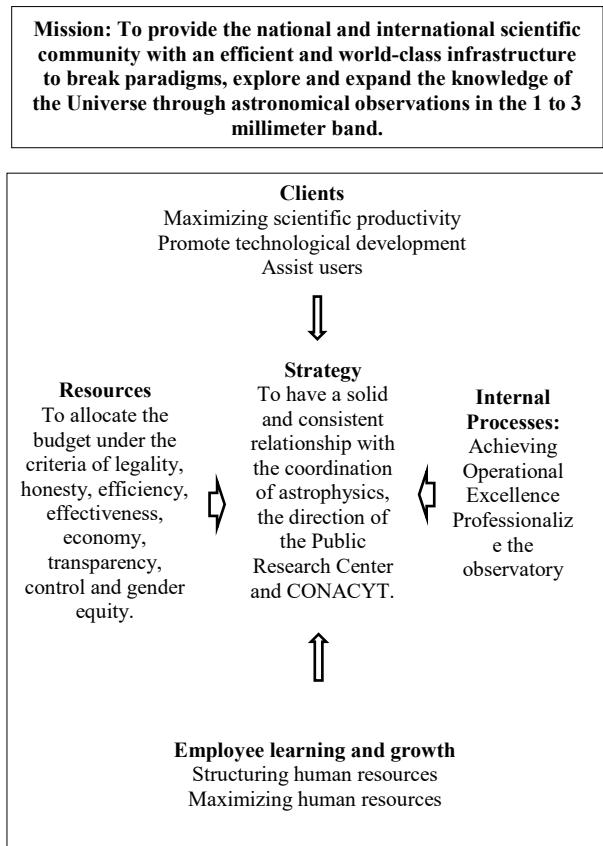 Mission: To provide the national and international scientific
community with an efficient and world-class infrastructure
to break paradigms, explore and expand the knowledge of
the Universe through astronomical observations in the 1 to 3
millimeter band.
Clients
Maximizing scientific productivity
Promote technological development
Assist users
Resources
To allocate the
budget under the
criteria of legality,
honesty, efficiency,
effectiveness,
economy,
transparency,
control and gender
equity.
Strategy
To have a solid
and consistent
relationship with
the coordination
of astrophysics,
the direction of
the Public
Research Center
and CONACYT.
Internal
Processes:
Achieving
Operational
Excellence
Professionaliz
e the
observatory
Employee learning and growth
Structuring human resources
Maximizing human resources